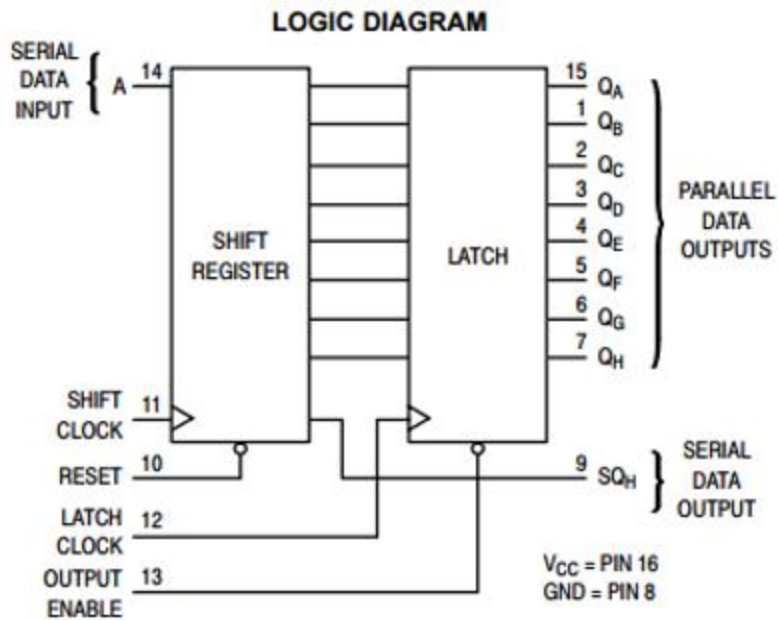 LOGIC DIAGRAM
SERIAL
DATA
INPUT
A
14
SHIFT
REGISTER
LATCH
15 QA
1 QB
2 QC
3 QD
4 QE
5 QF
6 QG
7 QH
PARALLEL
DATA
OUTPUTS
SHIFT
CLOCK
11
RESET
10
LATCH
CLOCK
12
OUTPUT
ENABLE
13
9 SQH
SERIAL
DATA
OUTPUT
VCC = PIN 16
GND = PIN 8